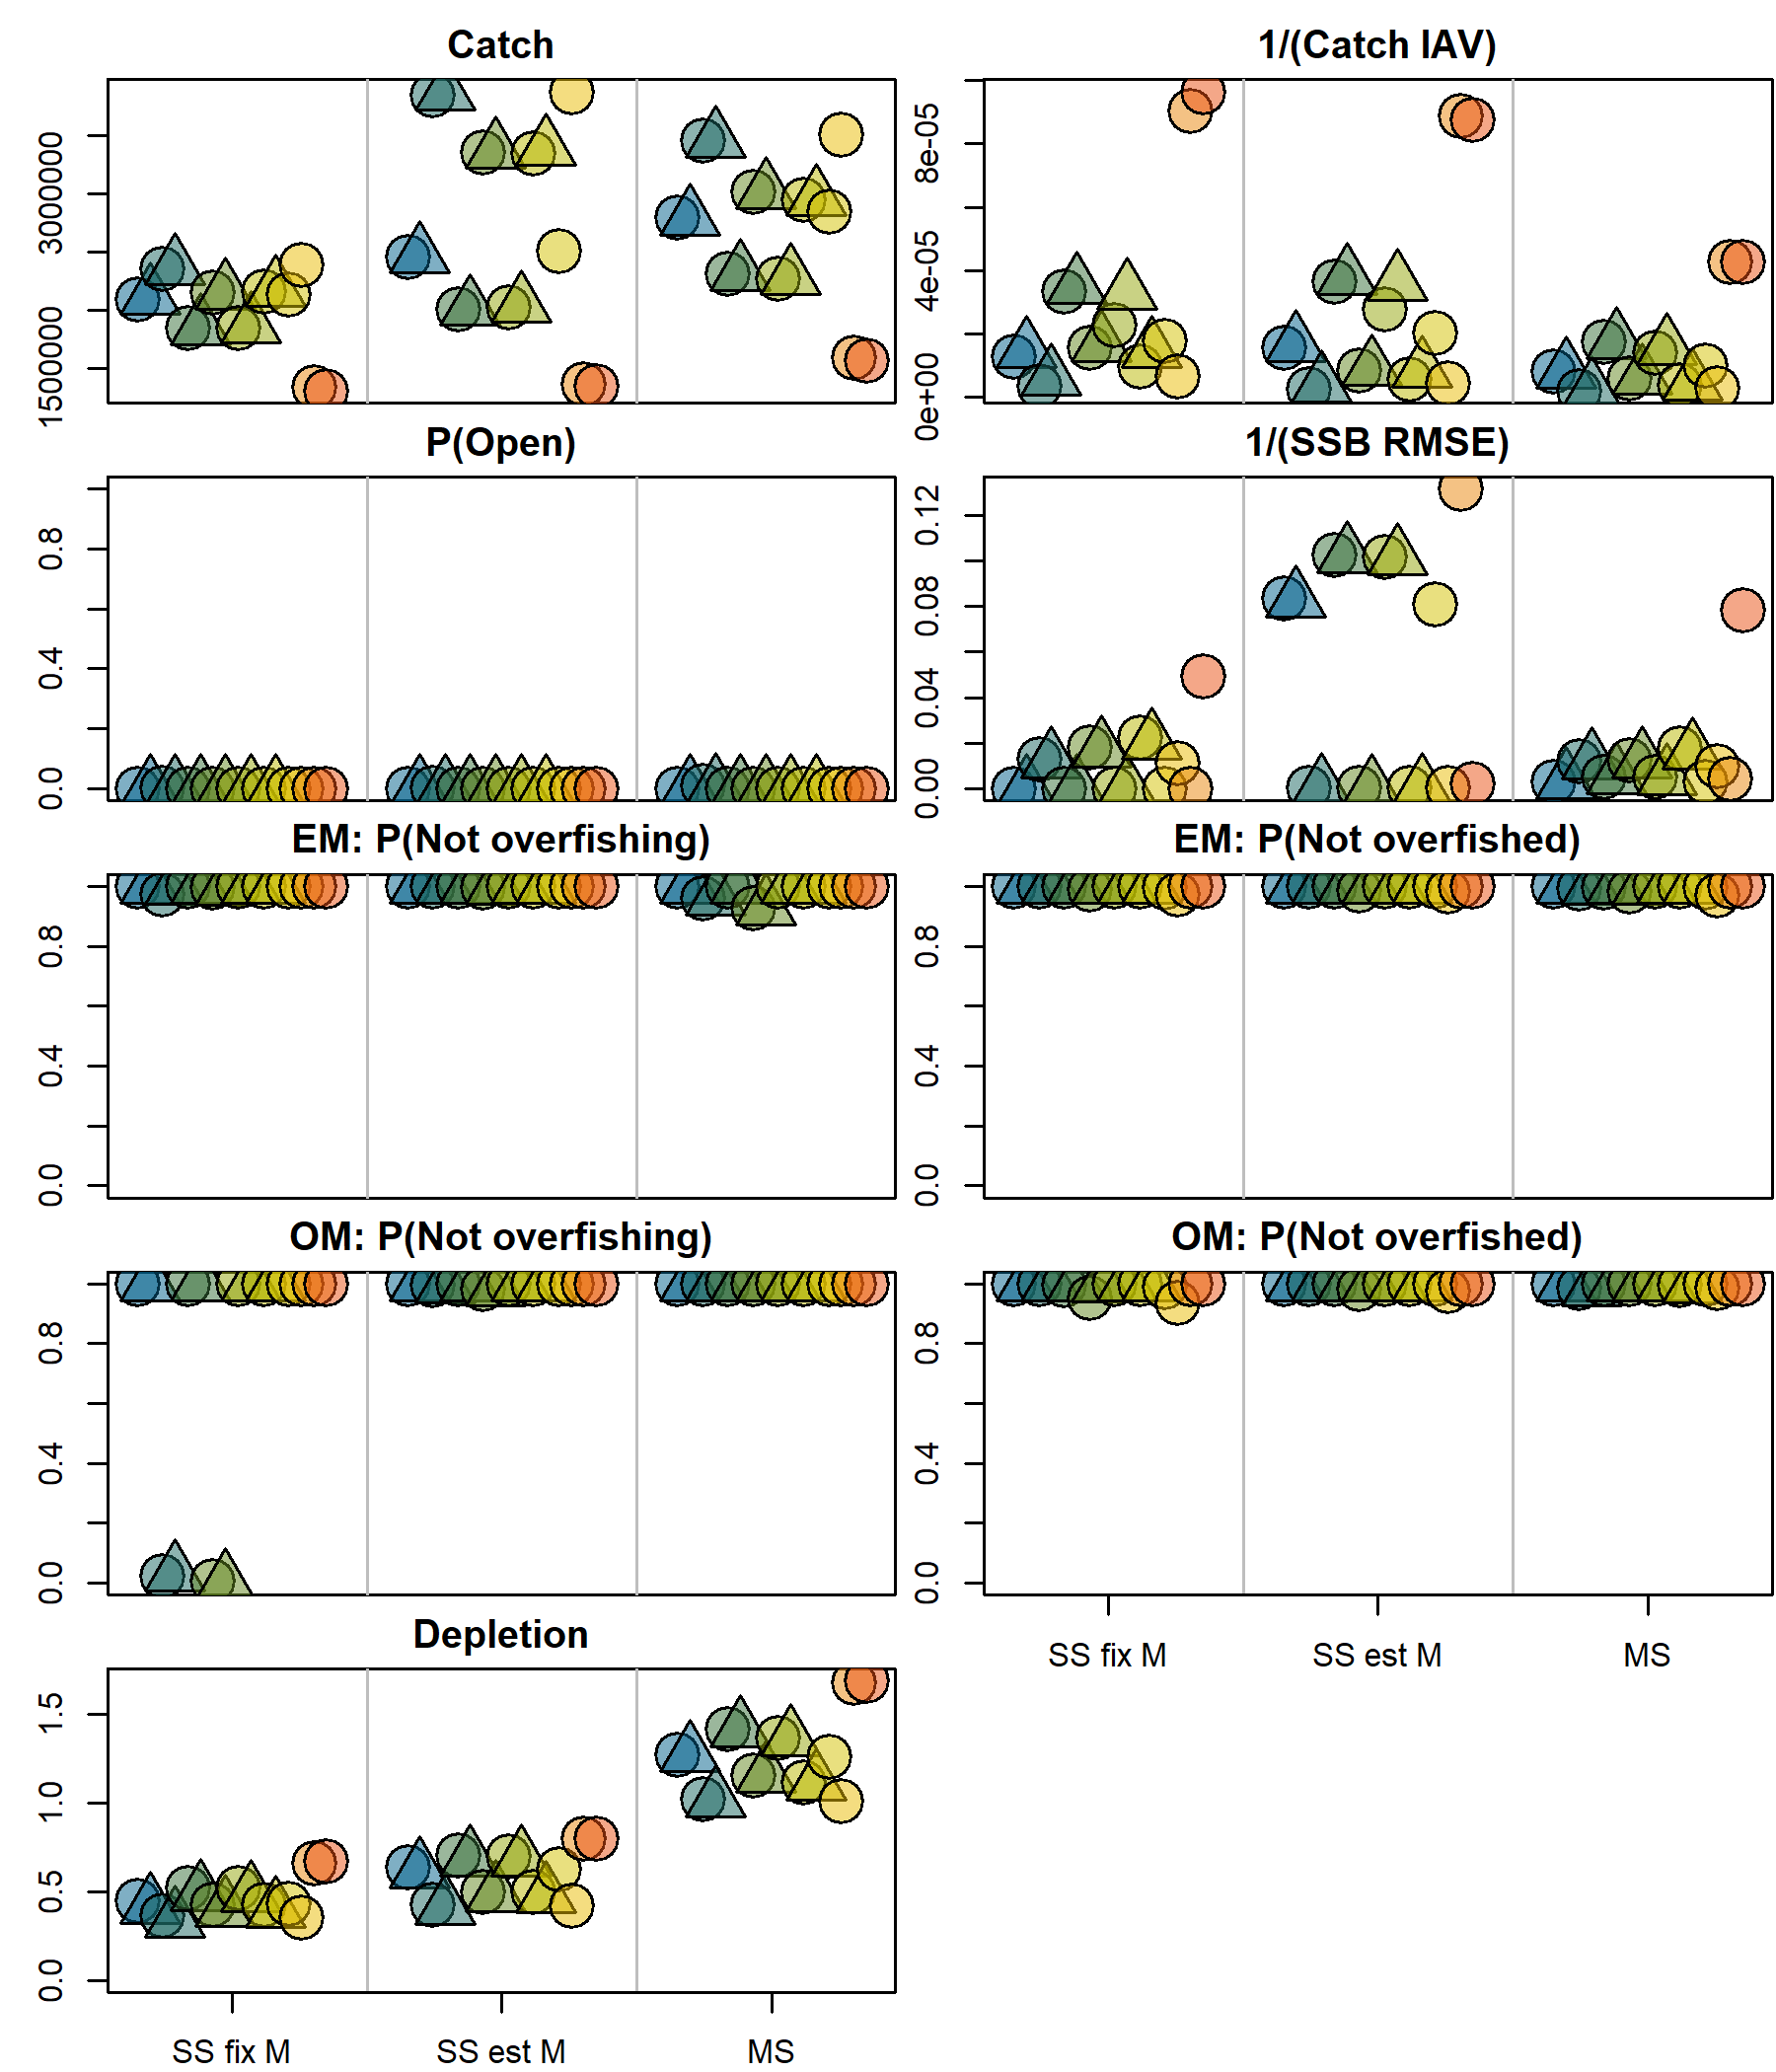 Catch
1/(Catch IAV)
3000000
1500000
8e-05
4e-05
0e+00
P(Open)
1/(SSB RMSE)
0.8
0.4
0.0
0.12
0.08
0.04
0.00
EM: P(Not overfishing)
EM: P(Not overfished)
0.8
0.4
0.0
0.8
0.4
0.0
OM: P(Not overfishing)
OM: P(Not overfished)
0.8
0.4
0.0
0.8
0.4
0.0
SS fix M
SS est M
MS
Depletion
1.5
1.0
0.5
0.0
SS fix M
SS est M
MS